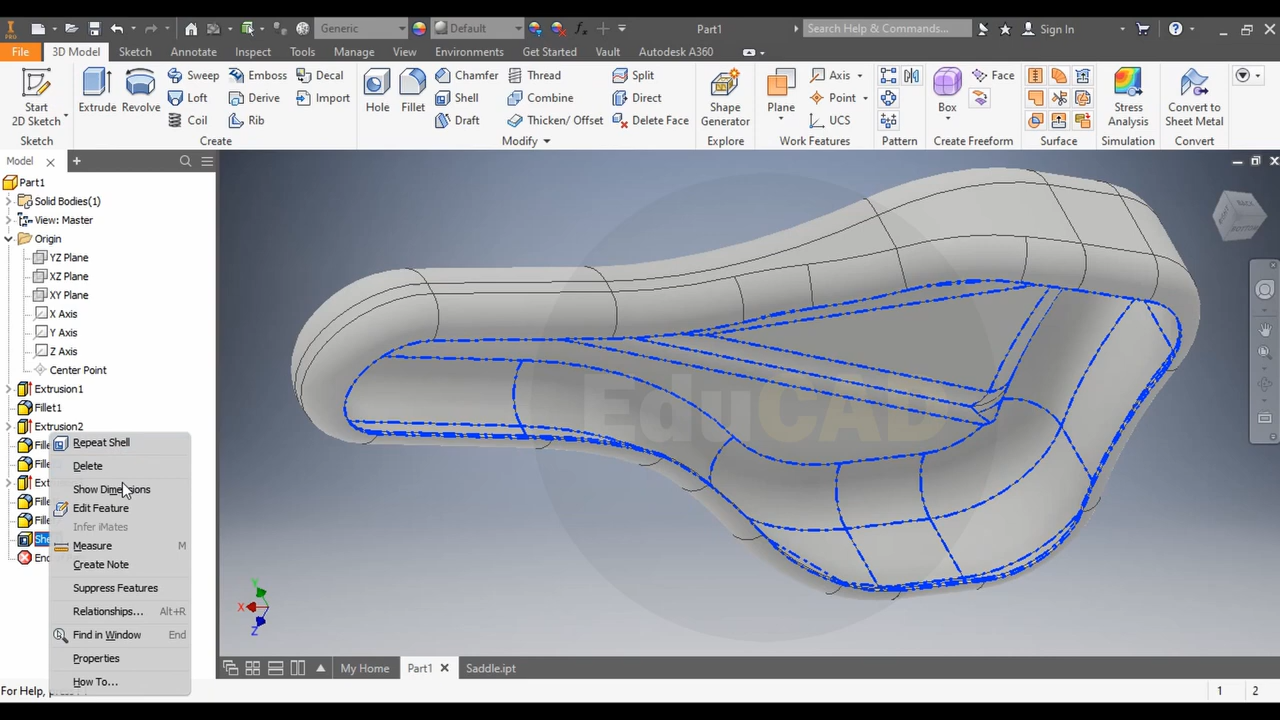 PRO
Generic
Default
Part1
Search Help & Commands...
Sign In
File
3D Model
Sketch
Annotate
Inspect
Tools
Manage
View
Environments
Get Started
Vault
Autodesk A360
Start
2D Sketch
Extrude
Revolve
Sweep
Emboss
Decal
Loft
Derive
Import
Coil
Rib
Hole
Fillet
Chamfer
Thread
Split
Shell
Combine
Direct
Draft
Thicken/ Offset
Delete Face
Shape
Generator
Plane
Axis
Point
UCS
Box
Face
Stress
Analysis
Convert to
Sheet Metal
Sketch
Create
Modify
Explore
Work Features
Pattern
Create Freeform
Surface
Simulation
Convert
Model
Part1
Solid Bodies(1)
View: Master
Origin
YZ Plane
XZ Plane
XY Plane
X Axis
Y Axis
Z Axis
Center Point
Extrusion1
Fillet1
Extrusion2
Repeat Shell
Delete
Show Dimensions
Edit Feature
Infer iMates
Measure M
Create Note
Suppress Features
Relationships... Alt+R
Find in Window End
Properties
How To...
EduCAD
X
Y
Z
My Home
Part1
Saddle.ipt
For Help, press F1
1 2